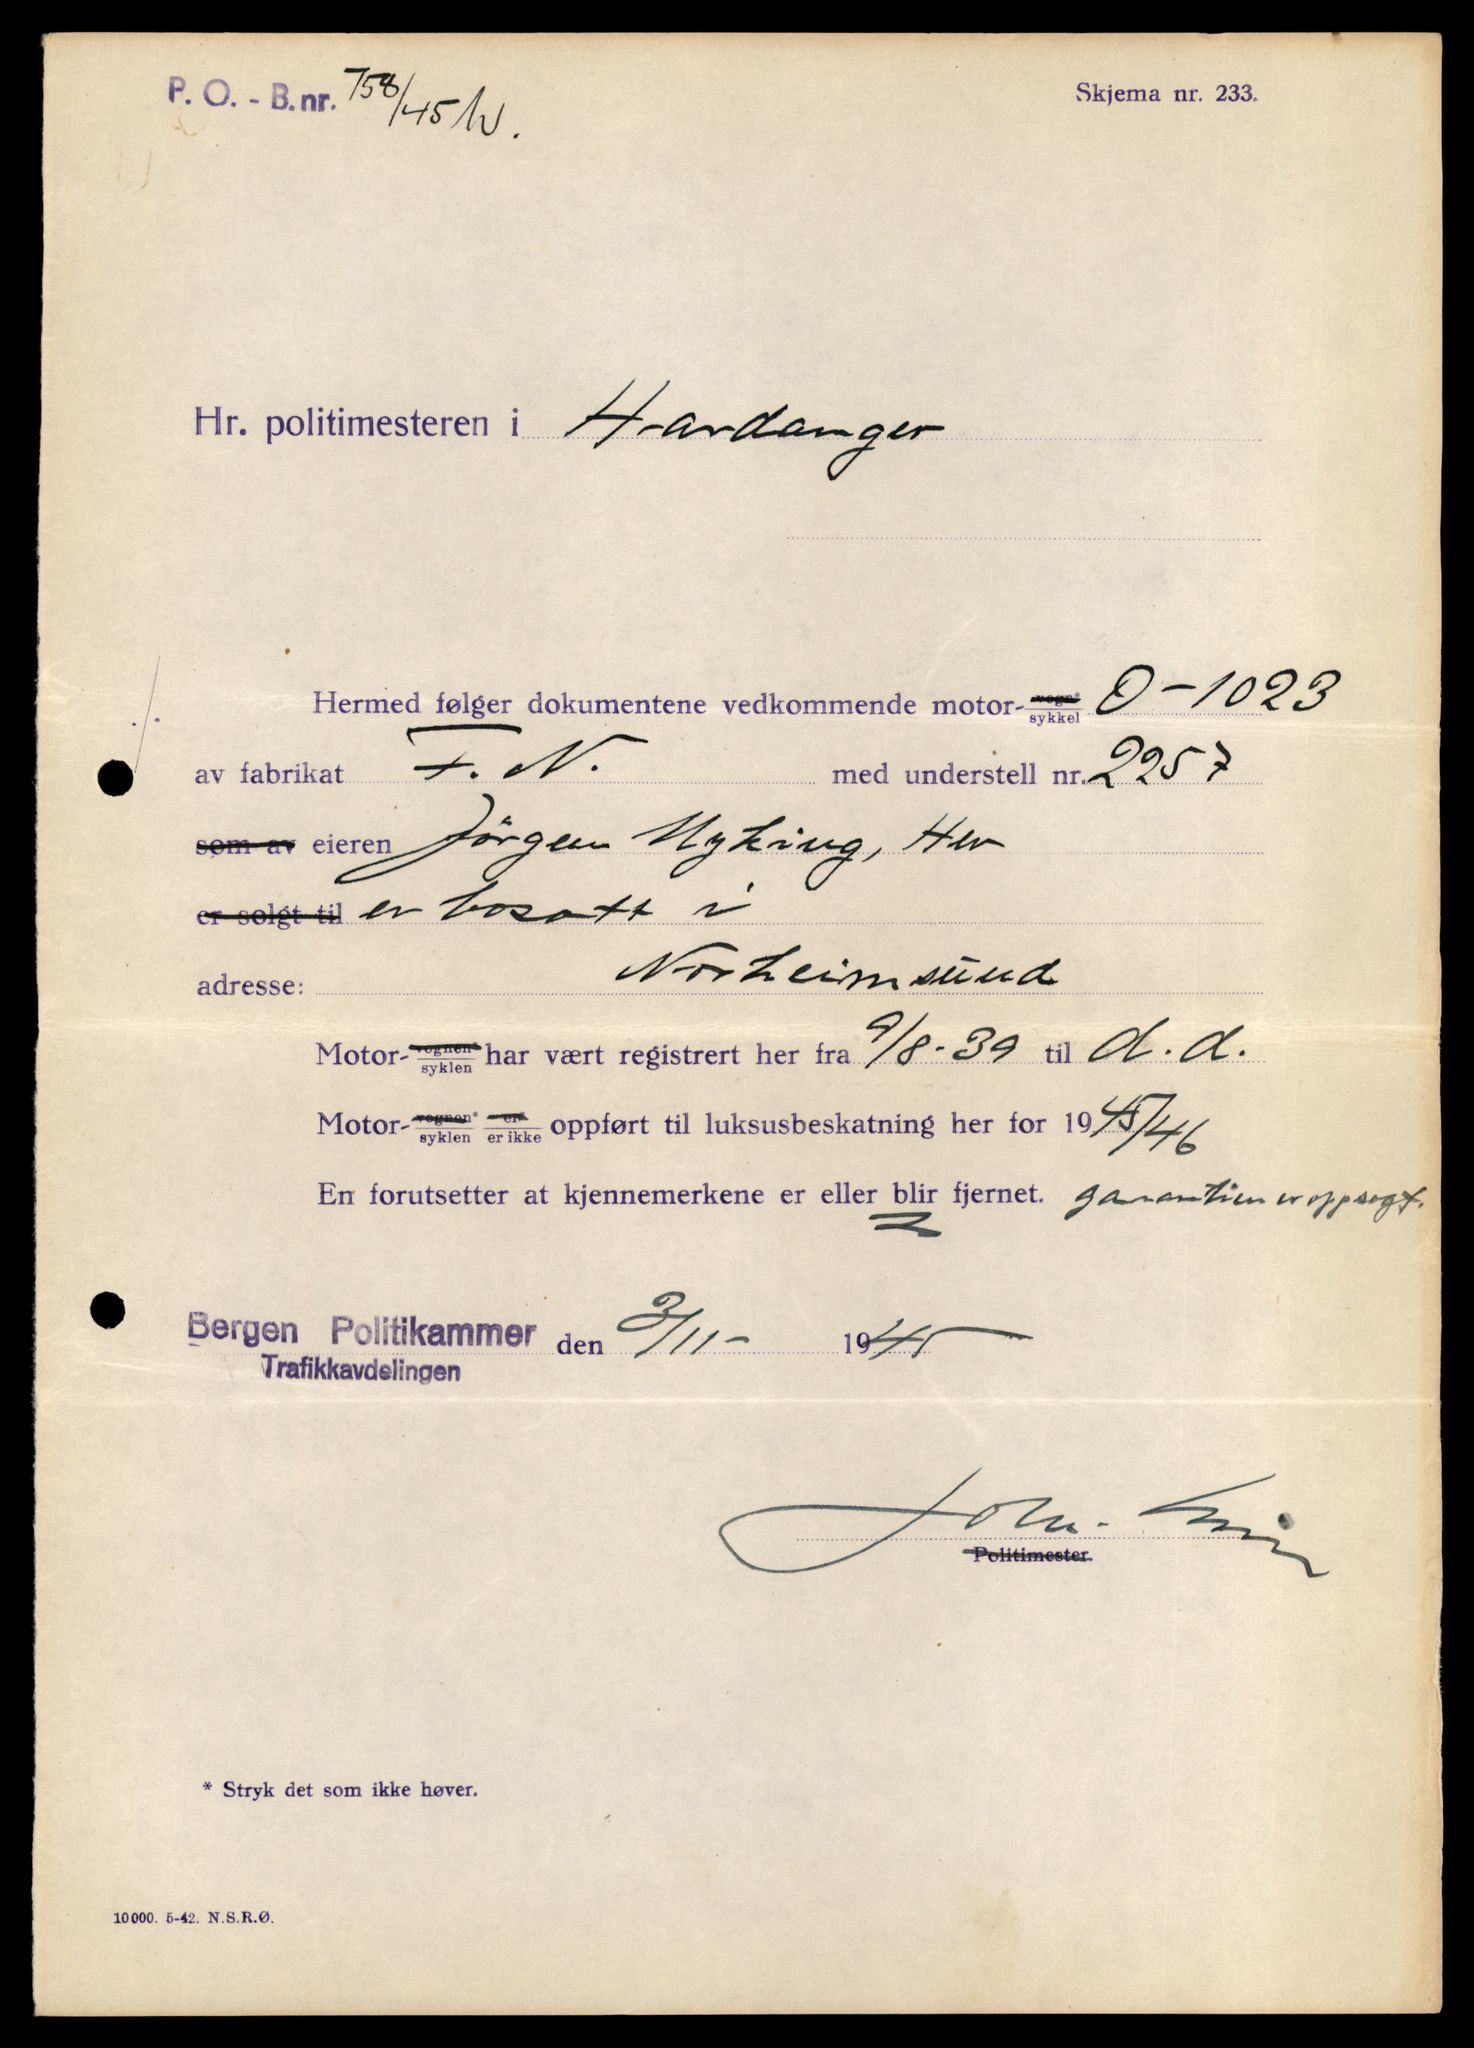 P. O. - B. nr. 758/45/W.
Skjema nr. 233.
Hr. politimesteren i Hardanger
Hermed følger dokumentene vedkommende motor- vogn* sykkel O-1023
av fabrikat F. N. med understell nr. 2257
som av eieren Jörgen Nyking, Her
er solgt til er bosatt i
adresse: Norheimsund
Motor- vognen* syklen har vært registrert her fra 9/8-39 til d.d.
Motor- vognen* syklen er* er ikke oppført til luksusbeskatning her for 1945/46
En forutsetter at kjennemerkene er eller blir fjernet. garantien er oppsagt.
Bergen Politikammer den 3/11- 1945
Trafikkavdelingen
Politimester.
* Stryk det som ikke høver.
10000. 5-42. N.S.R.Ø.